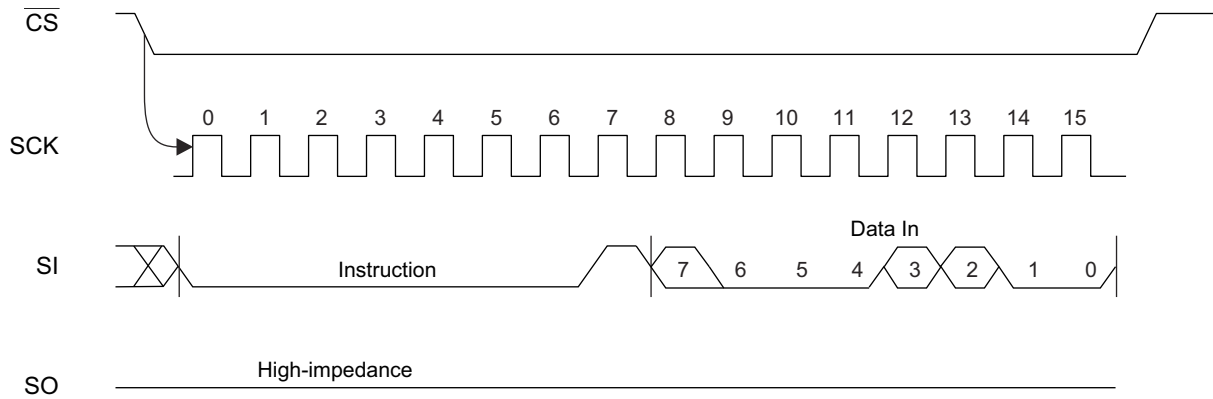 CS
SCK
0 1 2 3 4 5 6 7 8 9 10 11 12 13 14 15
SI
Instruction
Data In
7 6 5 4 3 2 1 0
SO
High-impedance